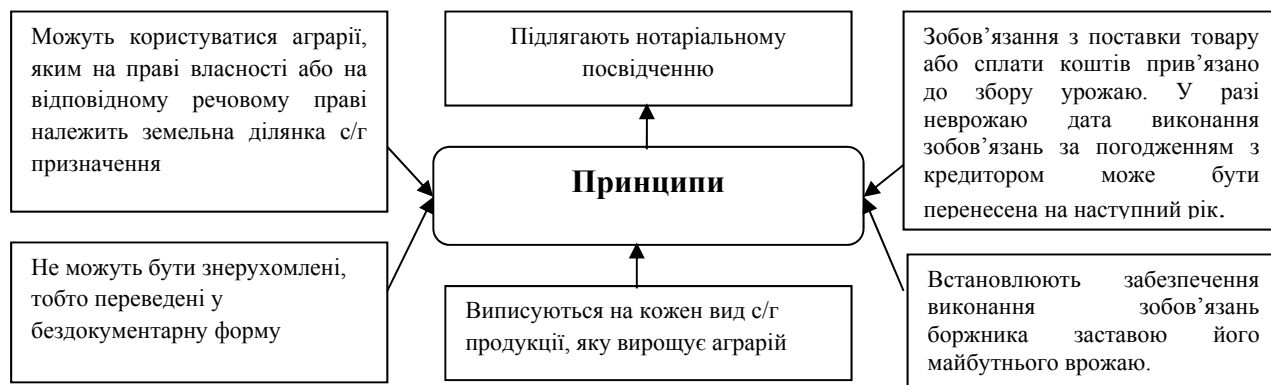 Можуть користуватися аграрії,
яким на праві власності або на
відповідному речовому праві
належить земельна ділянка с/г
призначення
Підлягають нотаріальному
посвідченню
Зобов’язання з поставки товару
або сплати коштів прив’язано
до збору урожаю. У разі
неврожаю дата виконання
зобов’язань за погодженням з
кредитором може бути
перенесена на наступний рік.
Принципи
Не можуть бути знерухомлені,
тобто переведені у
бездокументарну форму
Виписуються на кожен вид с/г
продукції, яку вирощує аграрій
Встановлюють забезпечення
виконання зобов’язань
боржника заставою його
майбутнього врожаю.